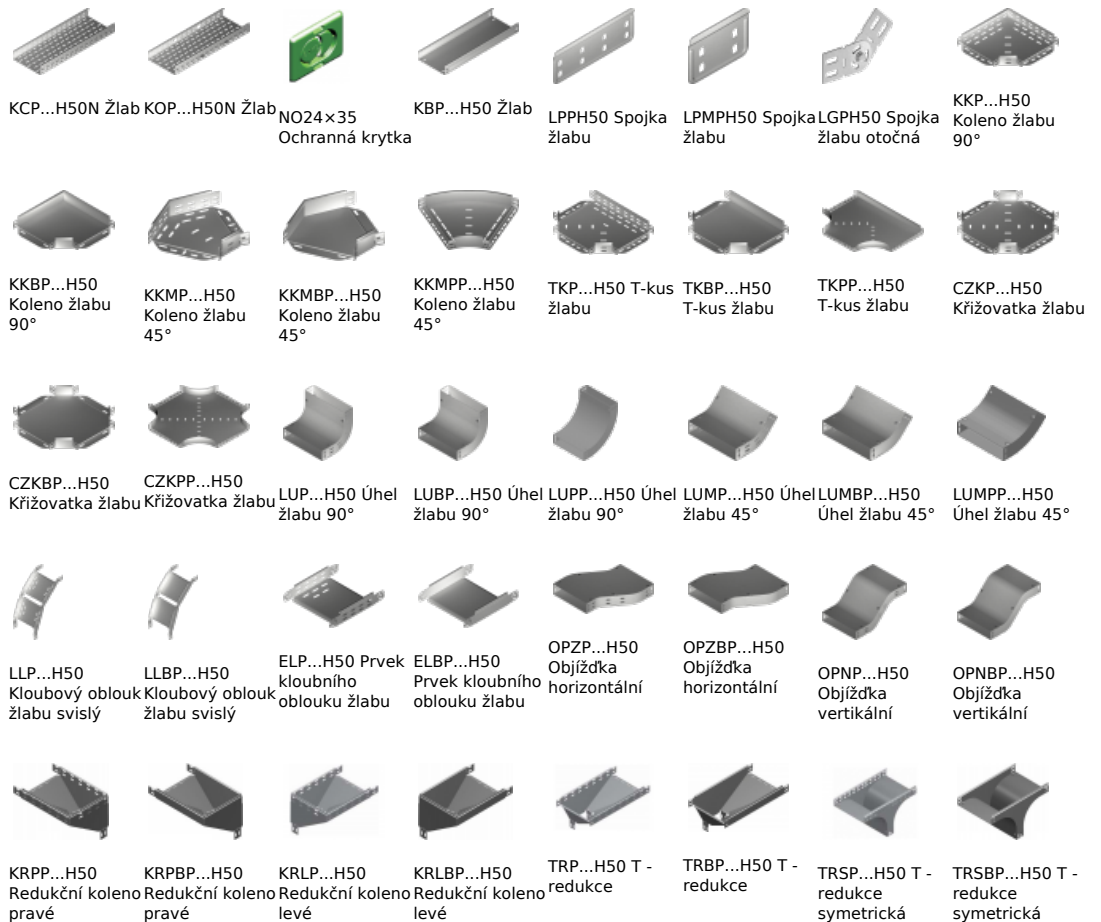 KCP...H50N Žlab
KOP...H50N Žlab
NO24×35
Ochranná krytka
KBP...H50 Žlab
LPPH50 Spojka
žlabu
LPMPH50 Spojka
žlabu
LGPH50 Spojka
žlabu otočná
KKP...H50
Koleno žlabu
90°
KKBP...H50
Koleno žlabu
90°
KKMP...H50
Koleno žlabu
45°
KKMBP...H50
Koleno žlabu
45°
KKMPP...H50
Koleno žlabu
45°
TKP...H50 T-kus
žlabu
TKBP...H50
T-kus žlabu
TKPP...H50
T-kus žlabu
CZKP...H50
Křižovatka žlabu
CZKBP...H50
Křižovatka žlabu
CZKPP...H50
Křižovatka žlabu
LUP...H50 Úhel
žlabu 90°
LUBP...H50 Úhel
žlabu 90°
LUPP...H50 Úhel
žlabu 90°
LUMP...H50 Úhel
žlabu 45°
LUMBP...H50
Úhel žlabu 45°
LUMPP...H50
Úhel žlabu 45°
LLP...H50
Kloubový oblouk
žlabu svislý
LLBP...H50
Kloubový oblouk
žlabu svislý
ELP...H50 Prvek
kloubního
oblouku žlabu
ELBP...H50
Prvek kloubního
oblouku žlabu
OPZP...H50
Objížďka
horizontální
OPZBP...H50
Objížďka
horizontální
OPNP...H50
Objížďka
vertikální
OPNBP...H50
Objížďka
vertikální
KRPP...H50
Redukční koleno
pravé
KRPBP...H50
Redukční koleno
pravé
KRLP...H50
Redukční koleno
levé
KRLBP...H50
Redukční koleno
levé
TRP...H50 T -
redukce
TRBP...H50 T -
redukce
TRSP...H50 T -
redukce
symetrická
TRSBP...H50 T -
redukce
symetrická